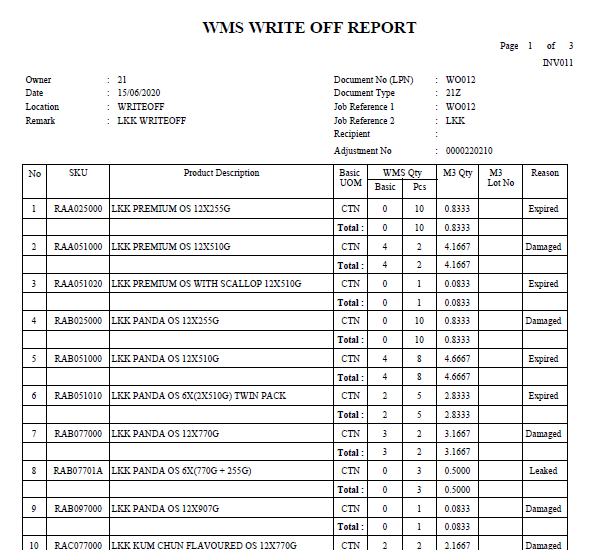 WMS WRITE OFF REPORT
Page 1 of 3
INV011
Owner : 21 Document No (LPN) : WO012
Date : 15/06/2020 Document Type : 21Z
Location : WRITEOFF Job Reference 1 : WO012
Remark : LKK WRITEOFF Job Reference 2 : LKK
Recipient :
Adjustment No : 0000220210
No SKU Product Description Basic UOM WMS Qty Basic Pcs M3 Qty M3 Lot No Reason
1 RAA025000 LKK PREMIUM OS 12X255G CTN 0 10 0.8333 Expired
Total : 0 10 0.8333
2 RAA051000 LKK PREMIUM OS 12X510G CTN 4 2 4.1667 Damaged
Total : 4 2 4.1667
3 RAA051020 LKK PREMIUM OS WITH SCALLOP 12X510G CTN 0 1 0.0833 Expired
Total : 0 1 0.0833
4 RAB025000 LKK PANDA OS 12X255G CTN 0 10 0.8333 Damaged
Total : 0 10 0.8333
5 RAB051000 LKK PANDA OS 12X510G CTN 4 8 4.6667 Expired
Total : 4 8 4.6667
6 RAB051010 LKK PANDA OS 6X(2X510G) TWIN PACK CTN 2 5 2.8333 Expired
Total : 2 5 2.8333
7 RAB077000 LKK PANDA OS 12X770G CTN 3 2 3.1667 Damaged
Total : 3 2 3.1667
8 RAB07701A LKK PANDA OS 6X(770G + 255G) CTN 0 3 0.5000 Leaked
Total : 0 3 0.5000
9 RAB097000 LKK PANDA OS 12X907G CTN 0 1 0.0833 Damaged
Total : 0 1 0.0833
10 RAC077000 LKK KUM CHUN FLAVOURED OS 12X770G CTN 2 2 2.1667 Damaged